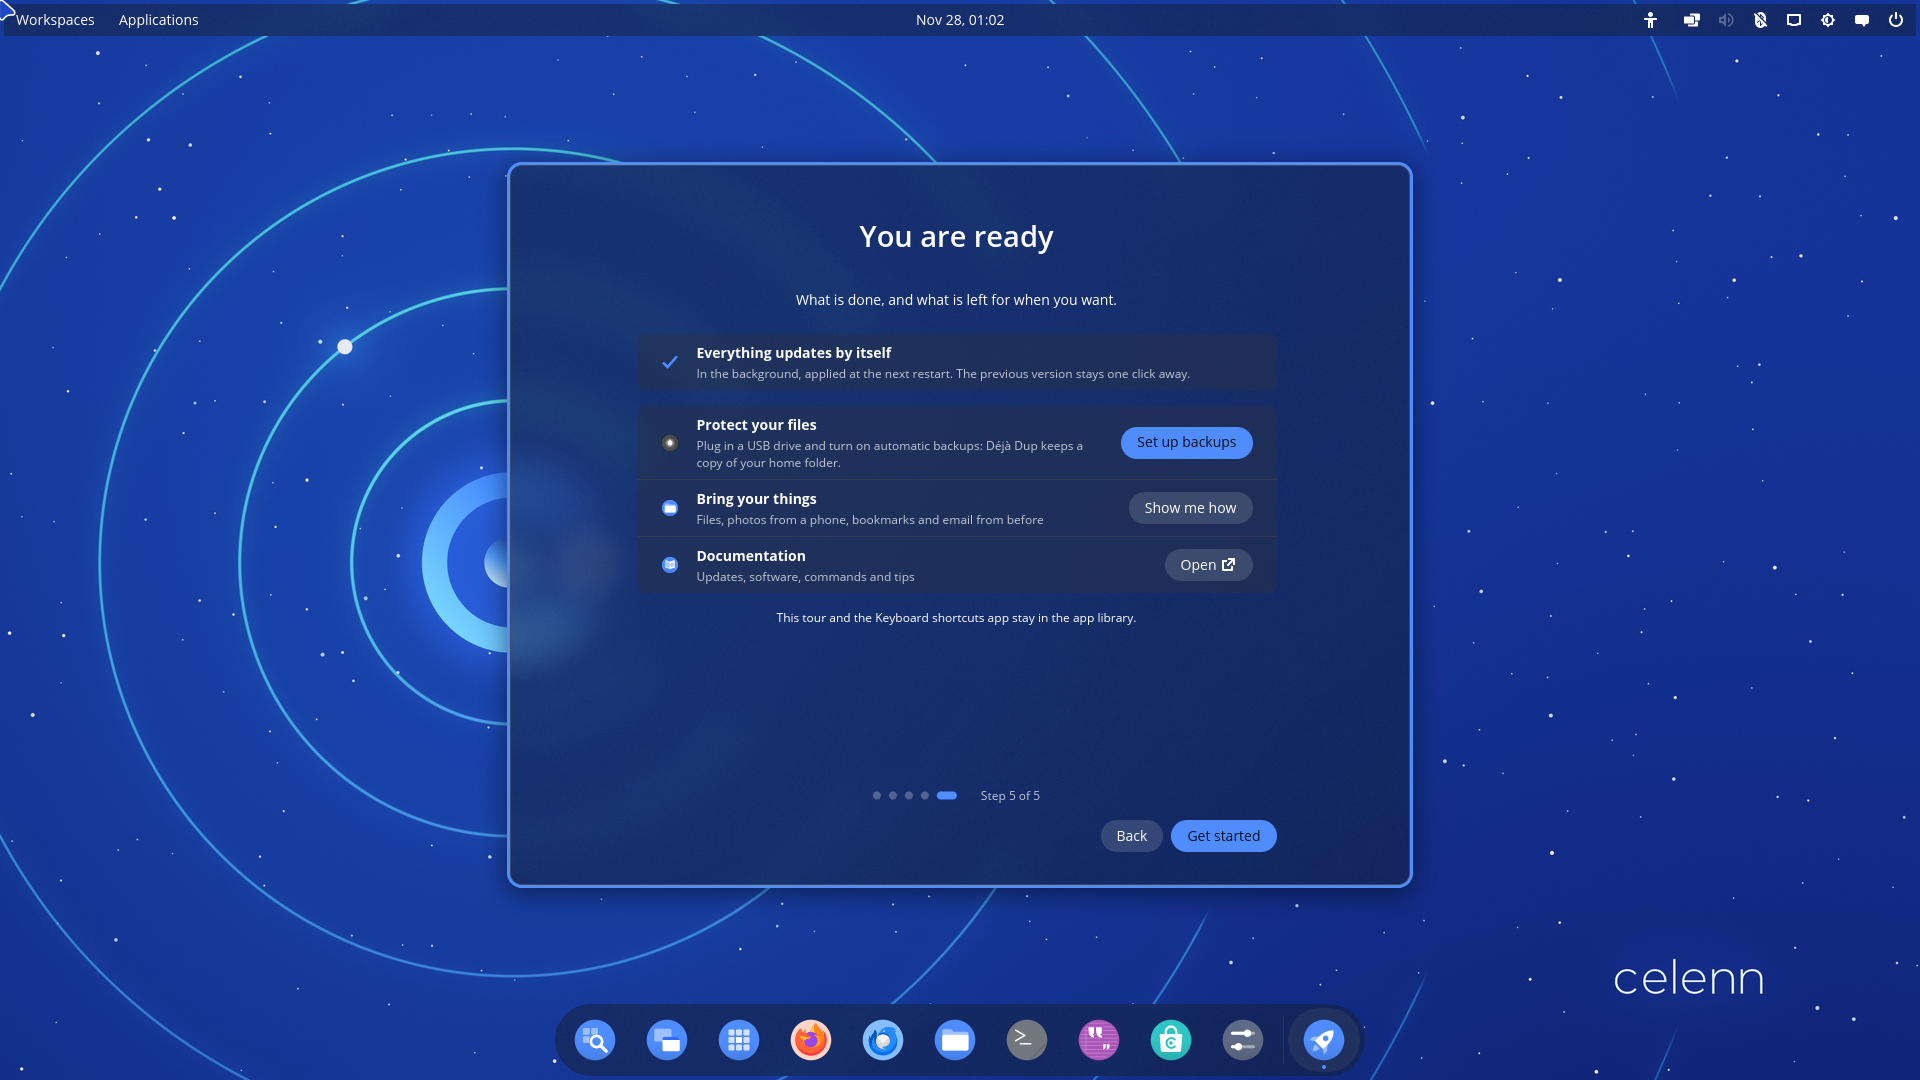 Workspaces
Applications
Nov 28, 01:02
You are ready
What is done, and what is left for when you want.
Everything updates by itself
In the background, applied at the next restart. The previous version stays one click away.
Protect your files
Plug in a USB drive and turn on automatic backups: Déjà Dup keeps a
copy of your home folder.
Set up backups
Bring your things
Files, photos from a phone, bookmarks and email from before
Show me how
Documentation
Updates, software, commands and tips
Open
This tour and the Keyboard shortcuts app stay in the app library.
Step 5 of 5
Back
Get started
celenn